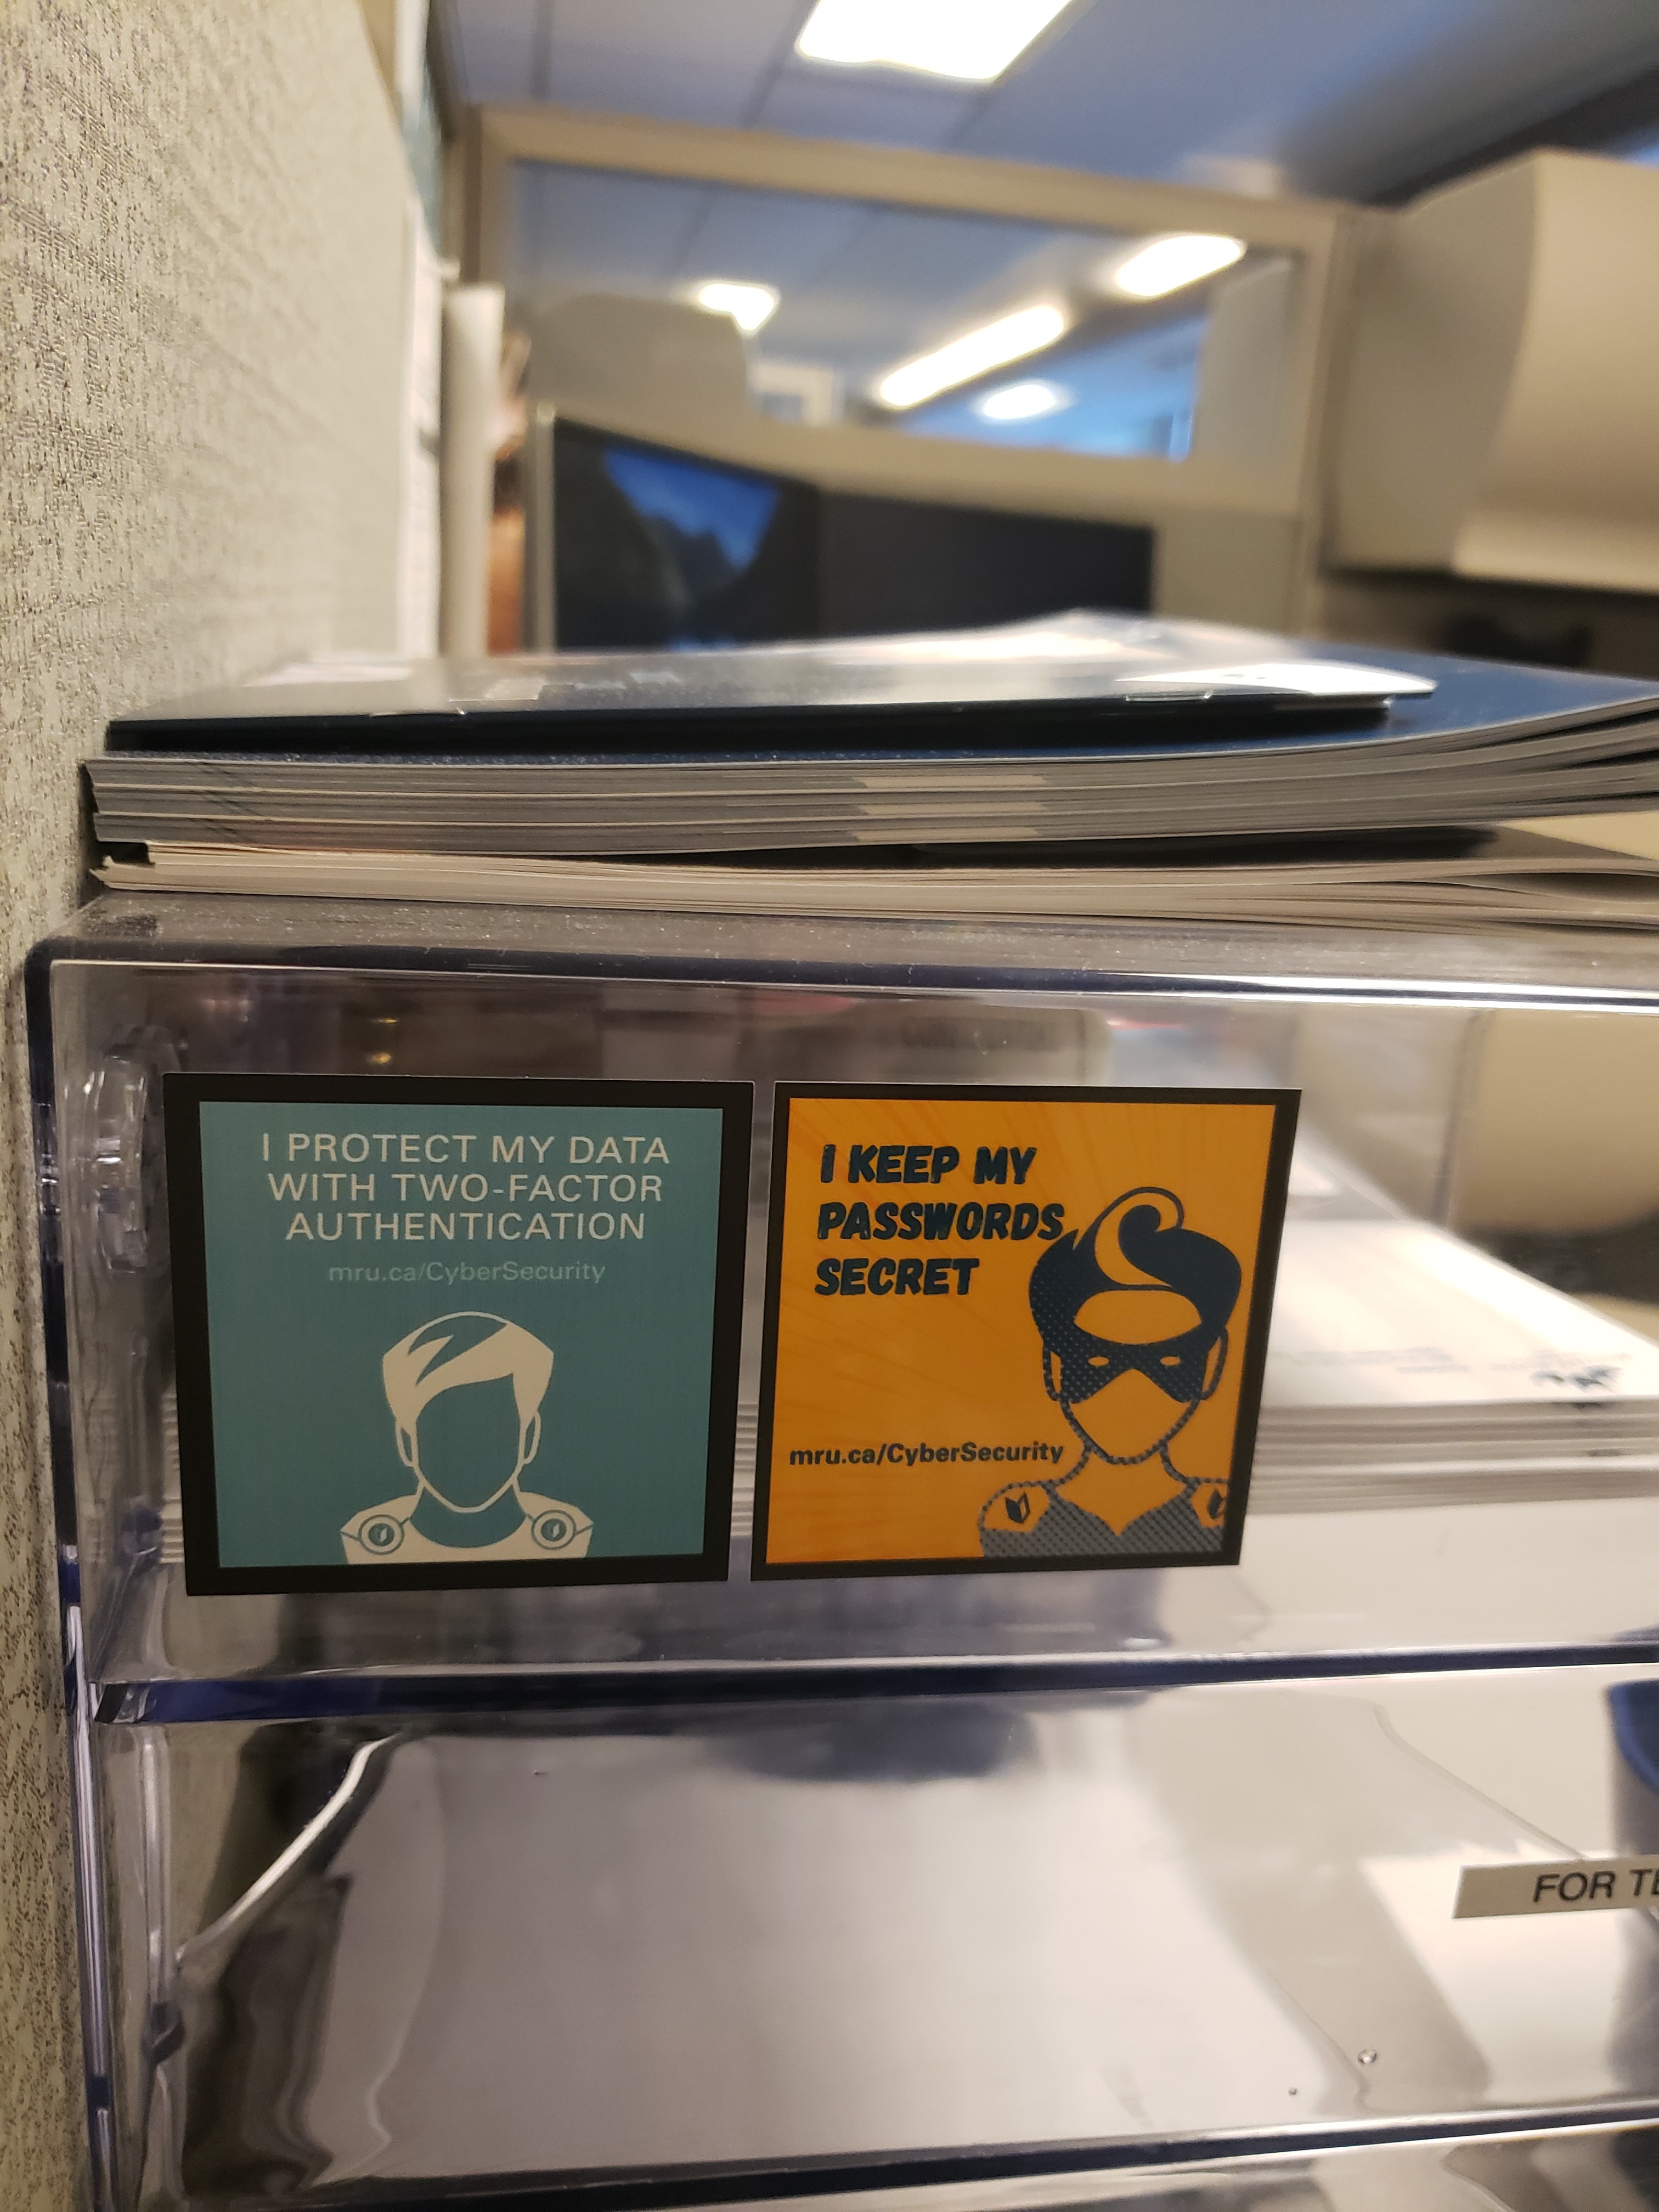 I PROTECT MY DATA
WITH TWO-FACTOR
AUTHENTICATION
mru.ca/CyberSecurity
I KEEP MY
PASSWORDS
SECRET
mru.ca/CyberSecurity
FOR